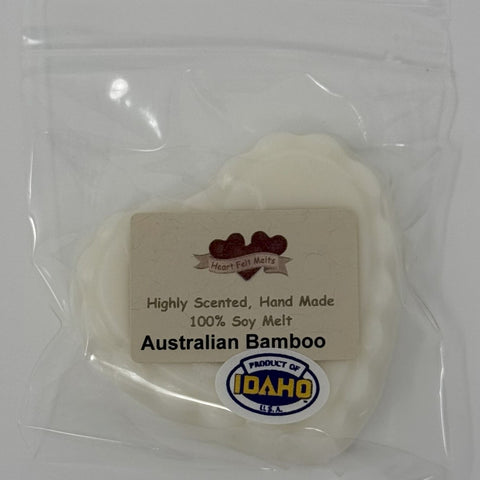 Heart Felt Melts
Highly Scented, Hand Made
100% Soy Melt
Australian Bamboo
PRODUCT OF
IDAHO
U.S.A.